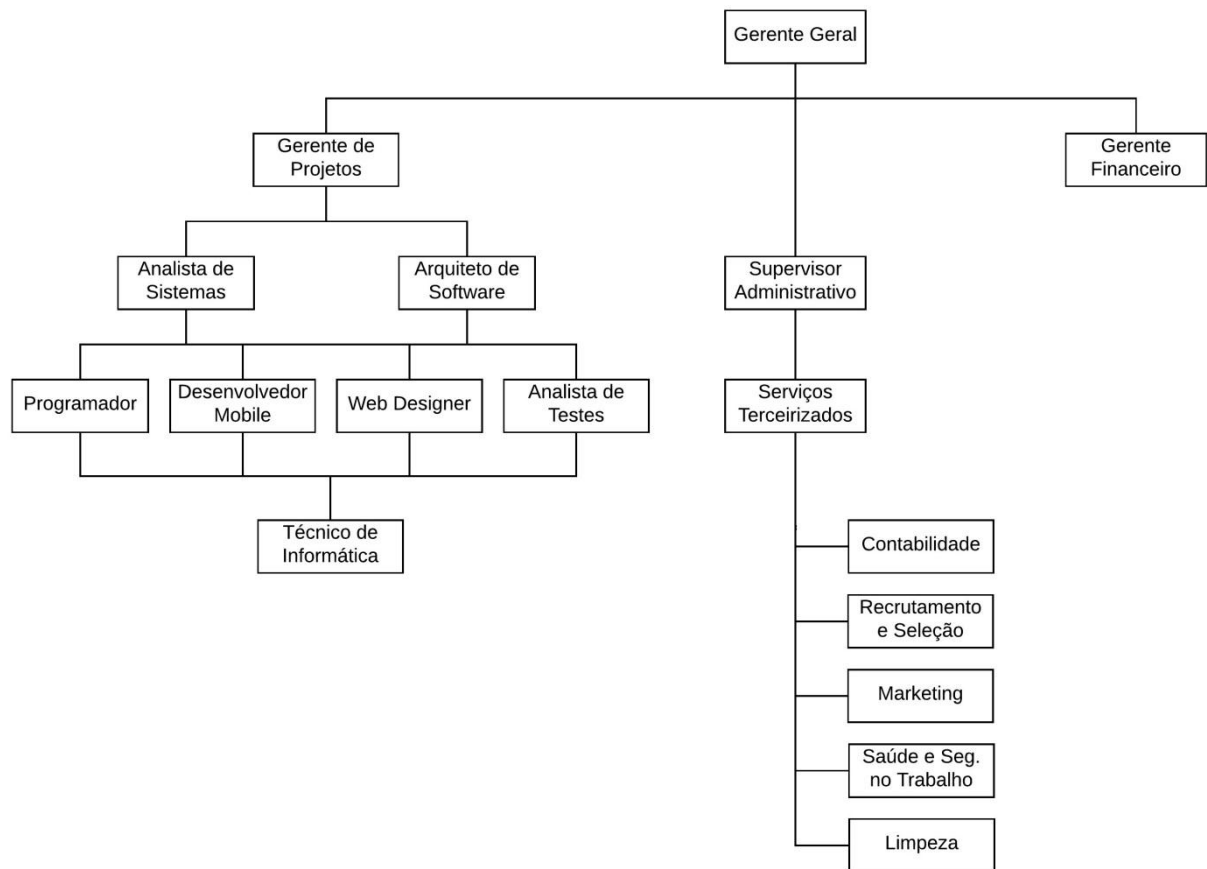 Gerente Geral
Gerente de
Projetos
Gerente
Financeiro
Analista de
Sistemas
Arquiteto de
Software
Supervisor
Administrativo
Programador
Desenvolvedor
Mobile
Web Designer
Analista de
Testes
Serviços
Terceirizados
Técnico de
Informática
Contabilidade
Recrutamento
e Seleção
Marketing
Saúde e Seg.
no Trabalho
Limpeza